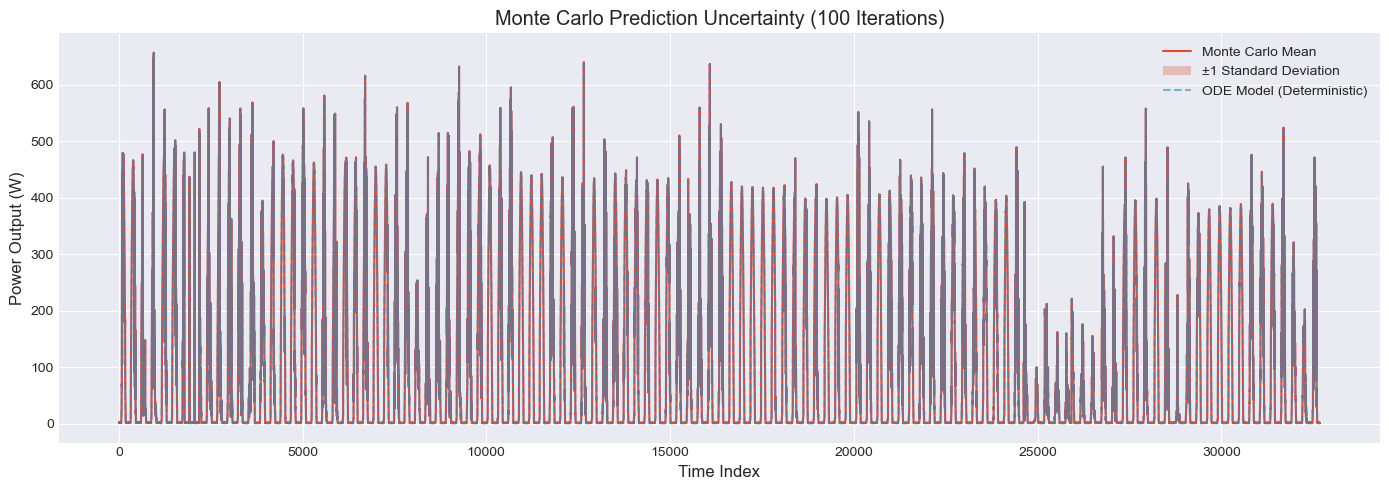 Monte Carlo Prediction Uncertainty (100 Iterations)
Monte Carlo Mean
±1 Standard Deviation
ODE Model (Deterministic)
Power Output (W)
600
500
400
300
200
100
0
0 5000 10000 15000 20000 25000 30000
Time Index